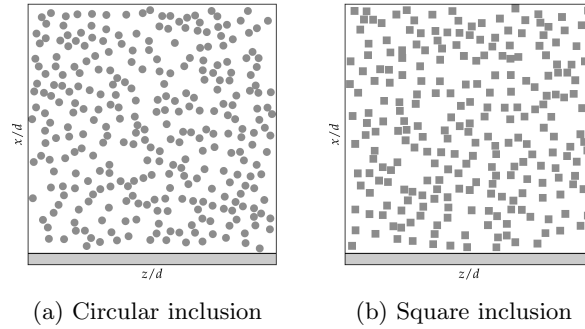 x/d
x/d
z/d
z/d
(a) Circular inclusion
(b) Square inclusion